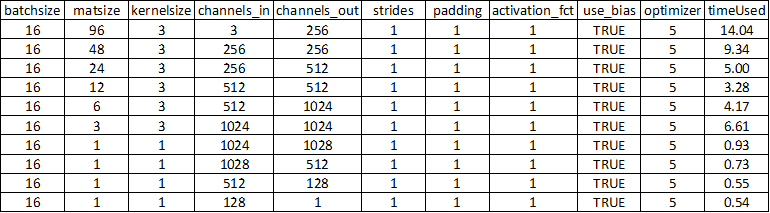 batchsize matsize kernelsize channels_in channels_out strides padding activation_fct use_bias optimizer timeUsed
16 96 3 3 256 1 1 1 TRUE 5 14.04
16 48 3 256 256 1 1 1 TRUE 5 9.34
16 24 3 256 512 1 1 1 TRUE 5 5.00
16 12 3 512 512 1 1 1 TRUE 5 3.28
16 6 3 512 1024 1 1 1 TRUE 5 4.17
16 3 3 1024 1024 1 1 1 TRUE 5 6.61
16 1 1 1024 1028 1 1 1 TRUE 5 0.93
16 1 1 1028 512 1 1 1 TRUE 5 0.73
16 1 1 512 128 1 1 1 TRUE 5 0.55
16 1 1 128 1 1 1 1 TRUE 5 0.54